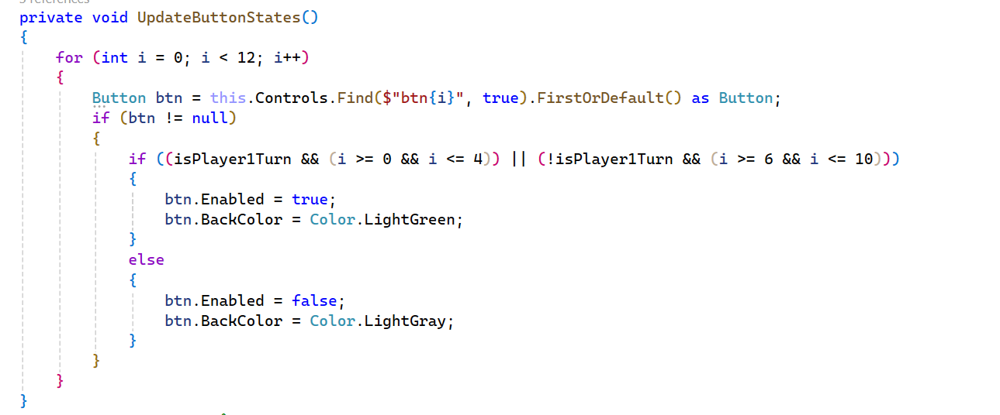 private void UpdateButtonStates()
{
for (int i = 0; i < 12; i++)
{
Button btn = this.Controls.Find($"btn{i}", true).FirstOrDefault() as Button;
if (btn != null)
{
if ((isPlayer1Turn && (i >= 0 && i <= 4)) || (!isPlayer1Turn && (i >= 6 && i <= 10)))
{
btn.Enabled = true;
btn.BackColor = Color.LightGreen;
}
else
{
btn.Enabled = false;
btn.BackColor = Color.LightGray;
}
}
}
}